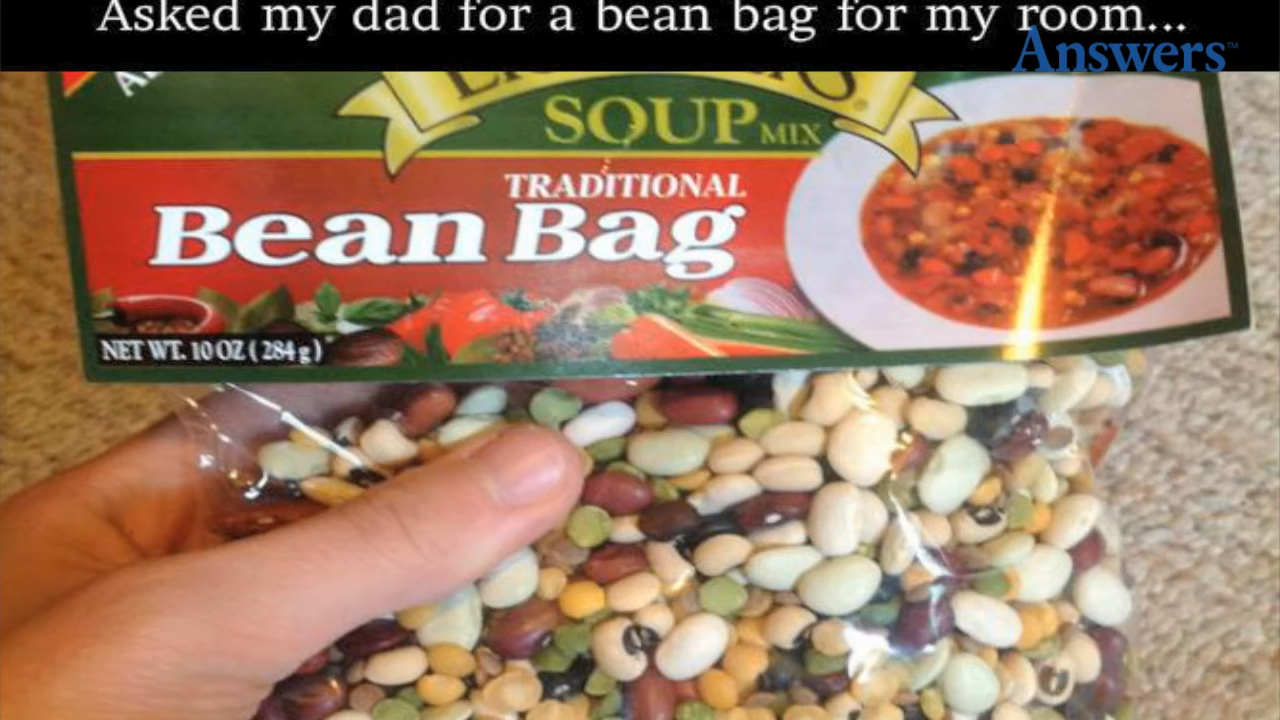 Asked my dad for a bean bag for my room...
Answers™
SOUP MIX
TRADITIONAL
Bean Bag
NET WT. 10 OZ ( 284 g )